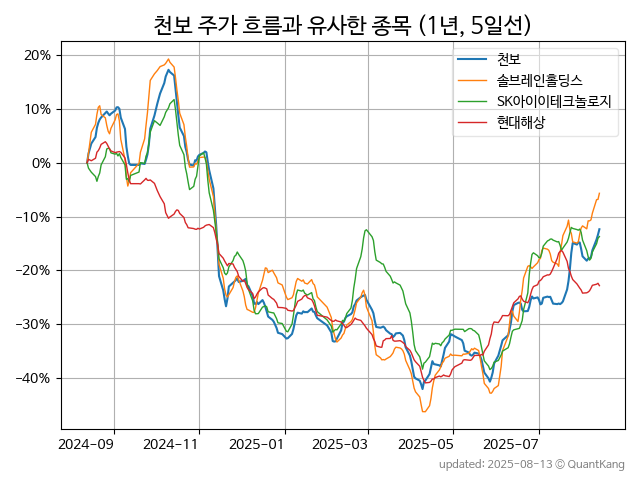 천보 주가 흐름과 유사한 종목 (1년, 5일선)
천보
솔브레인홀딩스
SK아이이테크놀로지
현대해상
20%
10%
0%
−10%
−20%
−30%
−40%
2024-09 2024-11 2025-01 2025-03 2025-05 2025-07
updated: 2025-08-13 © QuantKang